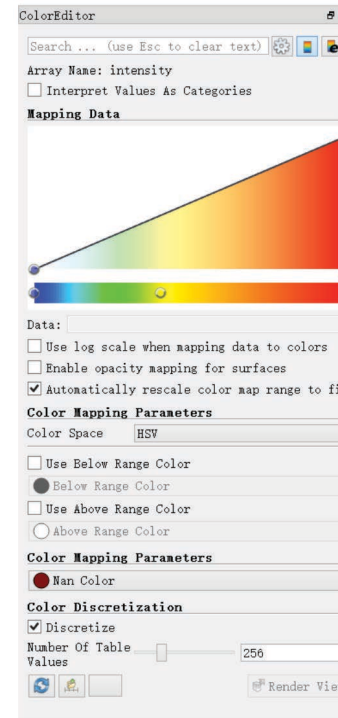 ColorEditor
Search ... (use Esc to clear text)
Array Name: intensity
Interpret Values As Categories
Mapping Data
Data:
Use log scale when mapping data to colors
Enable opacity mapping for surfaces
Automatically rescale color map range to fi
Color Mapping Parameters
Color Space HSV
Use Below Range Color
Below Range Color
Use Above Range Color
Above Range Color
Color Mapping Parameters
Nan Color
Color Discretization
Discretize
Number Of Table
Values
256
Render Vie